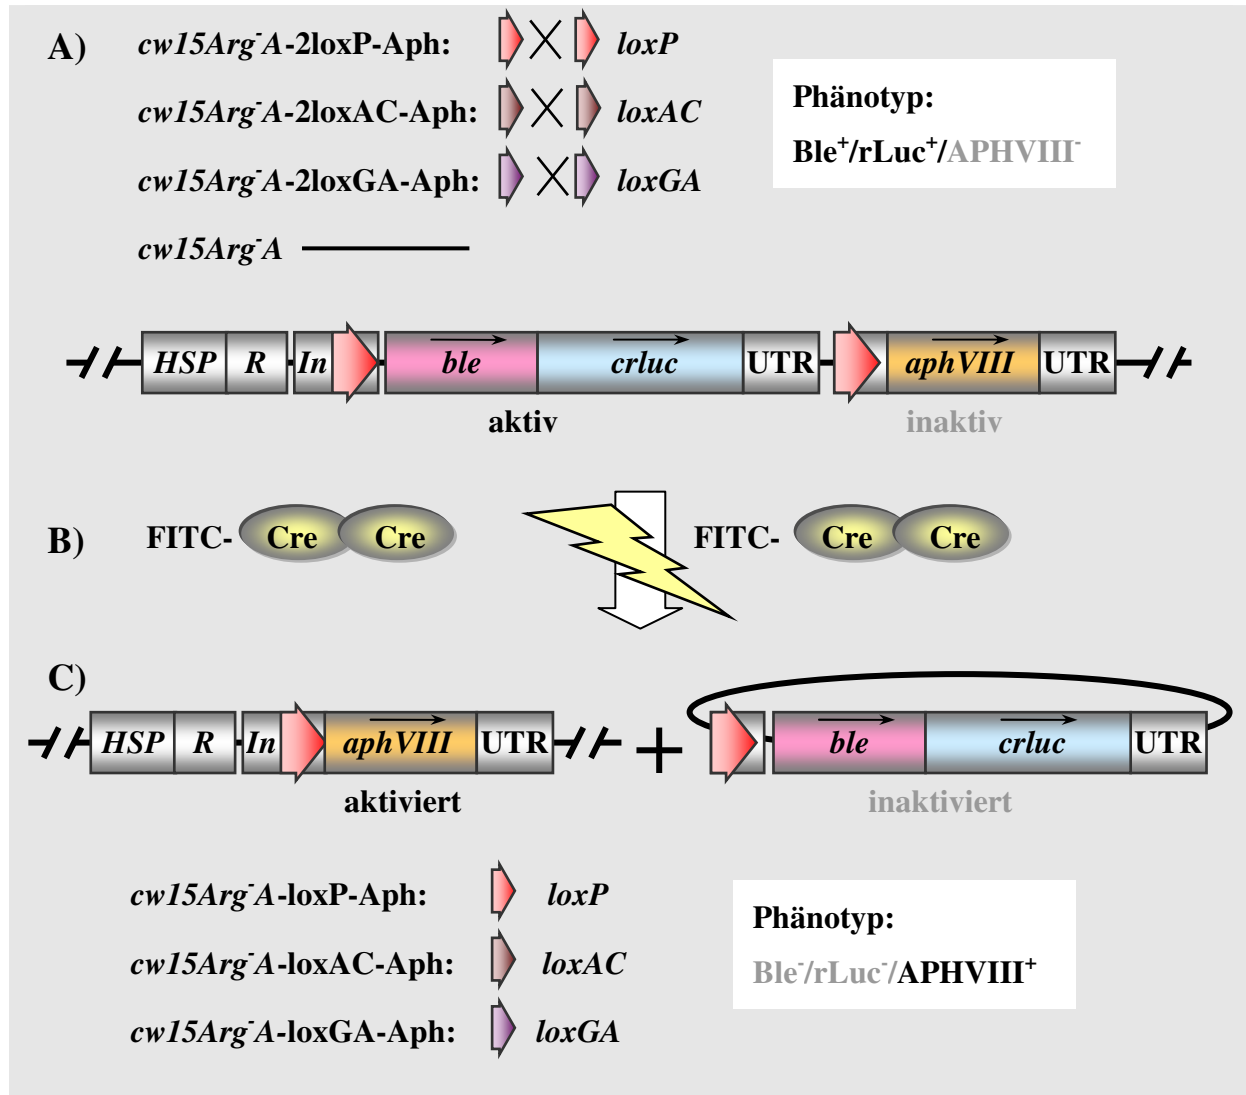 A) cw15Arg⁻A-2loxP-Aph: loxP
cw15Arg⁻A-2loxAC-Aph: loxAC
cw15Arg⁻A-2loxGA-Aph: loxGA
cw15Arg⁻A
Phänotyp:
Ble⁺/rLuc⁺/APHVIII⁻
HSP R In ble crluc UTR aphVIII UTR
aktiv inaktiv
B) FITC- Cre Cre FITC- Cre Cre
C)
HSP R In aphVIII UTR + ble crluc UTR
aktiviert inaktiviert
cw15Arg⁻A-loxP-Aph: loxP
cw15Arg⁻A-loxAC-Aph: loxAC
cw15Arg⁻A-loxGA-Aph: loxGA
Phänotyp:
Ble⁻/rLuc⁻/APHVIII⁺